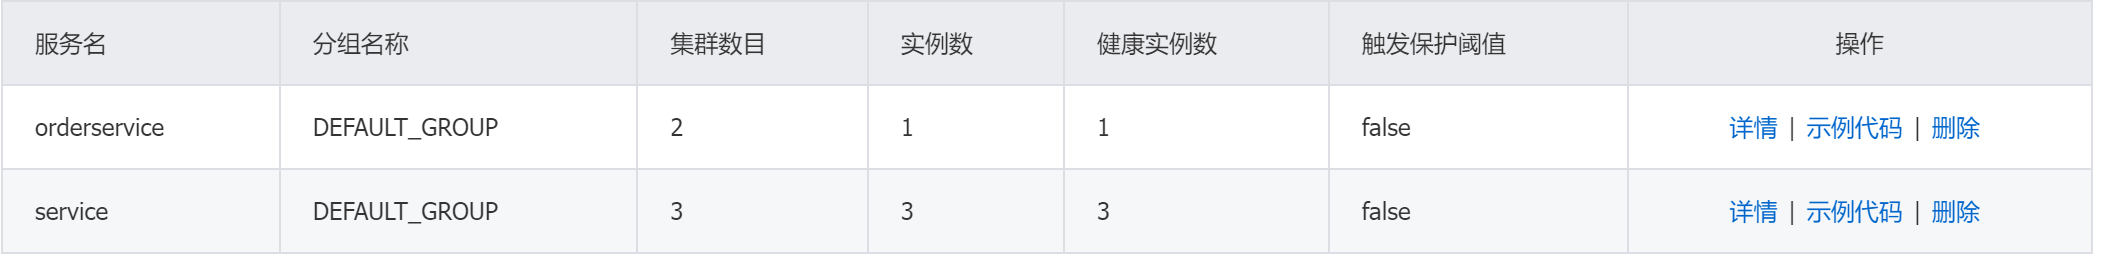 服务名 分组名称 集群数目 实例数 健康实例数 触发保护阈值 操作
orderservice DEFAULT_GROUP 2 1 1 false 详情 | 示例代码 | 删除
service DEFAULT_GROUP 3 3 3 false 详情 | 示例代码 | 删除